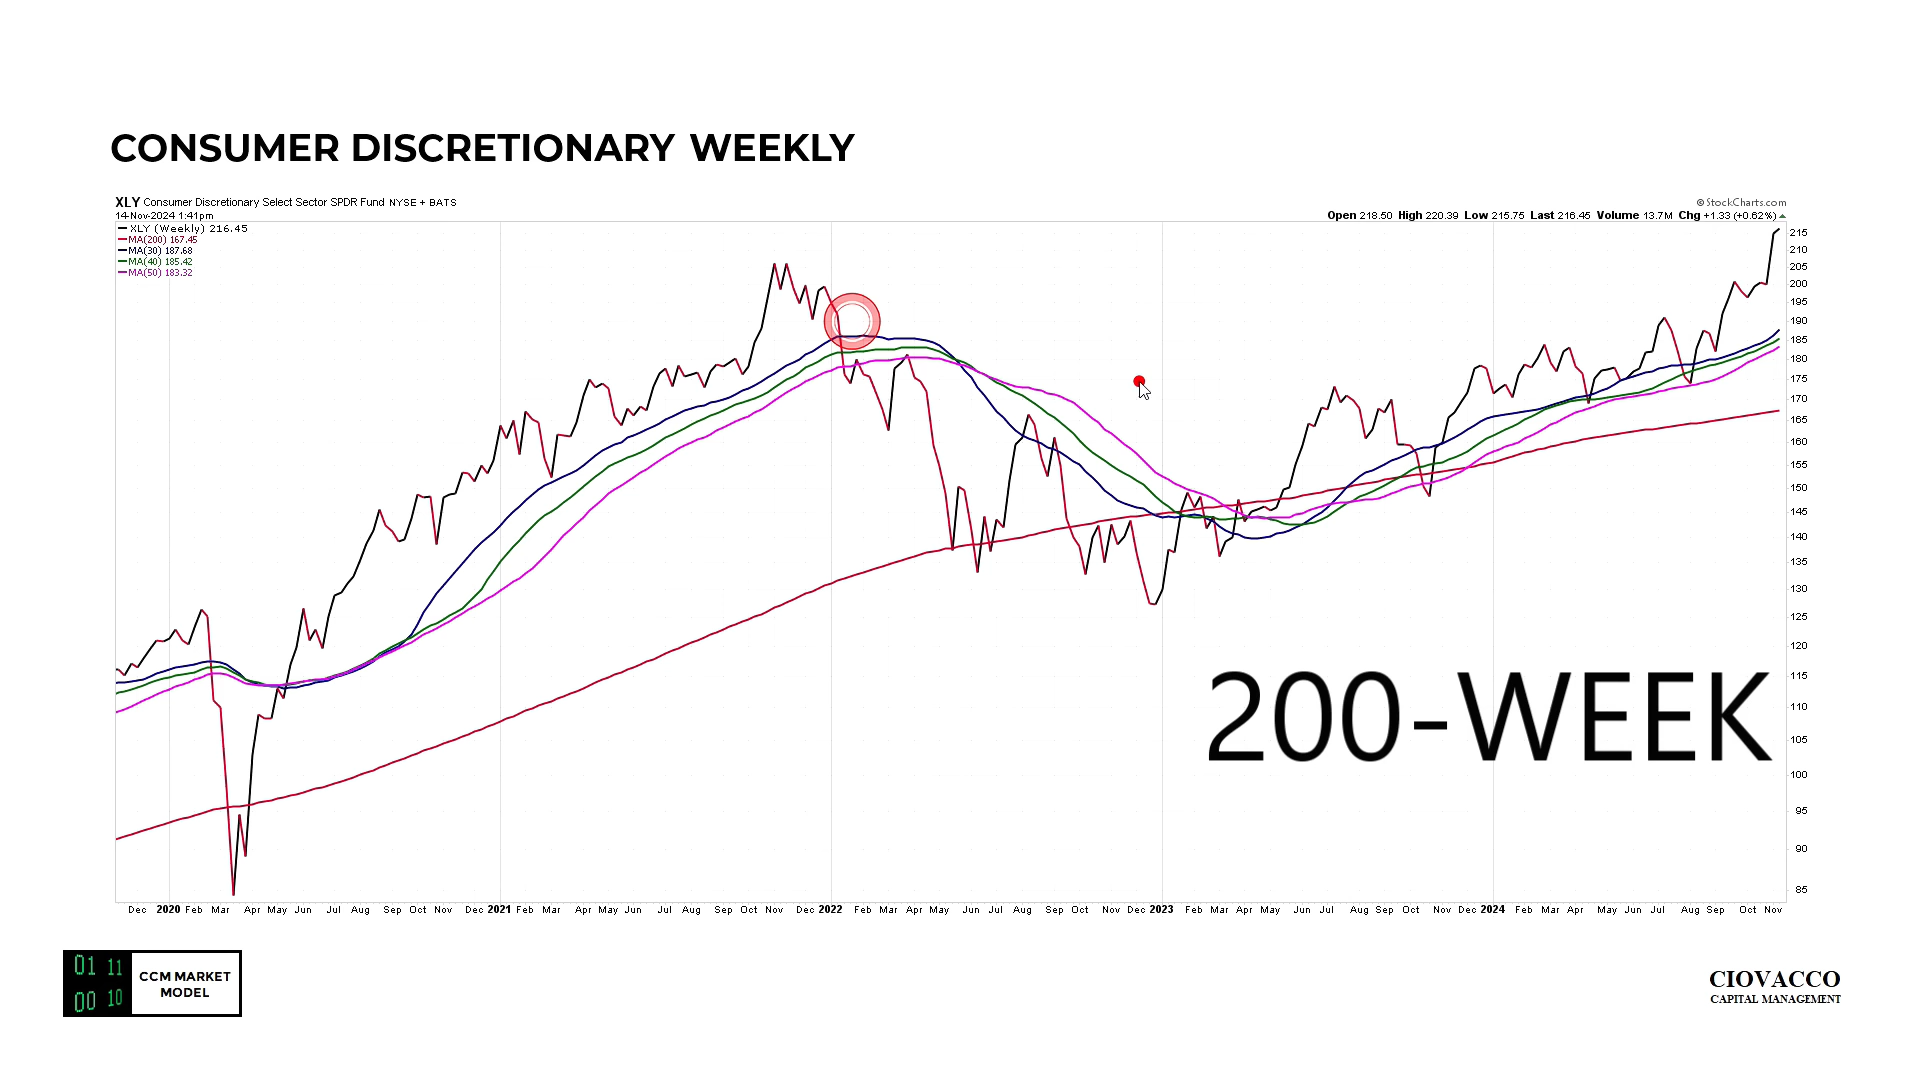 CONSUMER DISCRETIONARY WEEKLY
XLY Consumer Discretionary Select Sector SPDR Fund NYSE + BATS
© StockCharts.com
14-Nov-2024 1:41pm
Open 218.50 High 220.39 Low 215.75 Last 216.45 Volume 13.7M Chg +1.33 (+0.62%)
XLY (Weekly) 216.45
MA(200) 167.45
MA(30) 187.68
MA(40) 185.42
MA(50) 183.32
215
210
205
200
195
190
185
180
175
170
165
160
155
150
145
140
135
130
125
120
115
110
105
100
95
90
85
200-WEEK
Dec 2020 Feb Mar Apr May Jun Jul Aug Sep Oct Nov Dec 2021 Feb Mar Apr May Jun Jul Aug Sep Oct Nov Dec 2022 Feb Mar Apr May Jun Jul Aug Sep Oct Nov Dec 2023 Feb Mar Apr May Jun Jul Aug Sep Oct Nov Dec 2024 Feb Mar Apr May Jun Jul Aug Sep Oct Nov
01 11
00 10
CCM MARKET
MODEL
CIOVACCO
CAPITAL MANAGEMENT